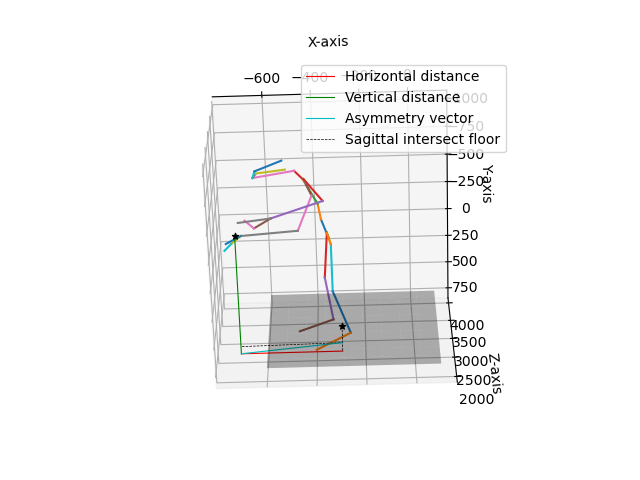 X-axis
−600
−400
Horizontal distance
Vertical distance
Asymmetry vector
Sagittal intersect floor
−1000
−750
−500
−250
Y-axis
0
250
500
750
4000
3500
3000
2500
2000
Z-axis